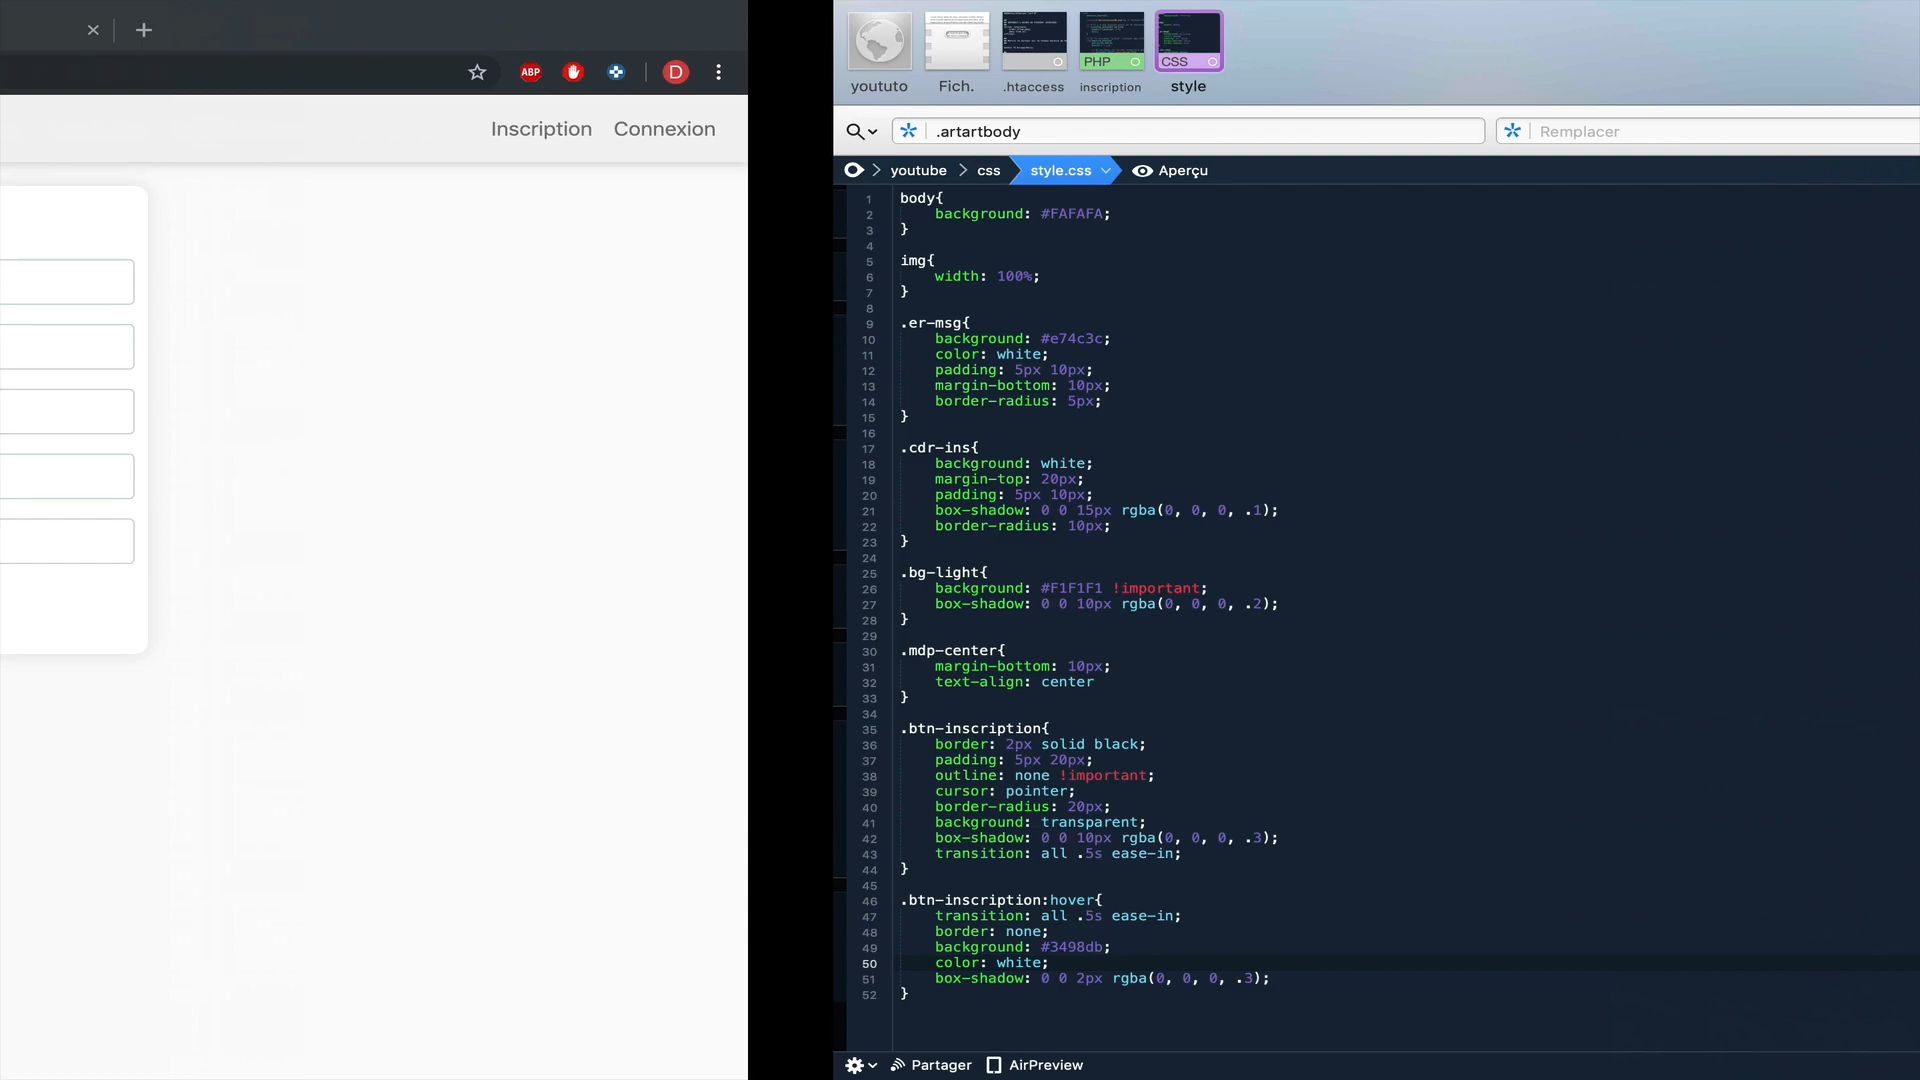 ABP
D
Inscription Connexion
yoututo
Fich.
.htaccess
PHP
inscription
CSS
style
.artartbody
Remplacer
youtube
css
style.css
Aperçu
1 body{
2 background: #FAFAFA;
3 }
4
5 img{
6 width: 100%;
7 }
8
9 .er-msg{
10 background: #e74c3c;
11 color: white;
12 padding: 5px 10px;
13 margin-bottom: 10px;
14 border-radius: 5px;
15 }
16
17 .cdr-ins{
18 background: white;
19 margin-top: 20px;
20 padding: 5px 10px;
21 box-shadow: 0 0 15px rgba(0, 0, 0, .1);
22 border-radius: 10px;
23 }
24
25 .bg-light{
26 background: #F1F1F1 !important;
27 box-shadow: 0 0 10px rgba(0, 0, 0, .2);
28 }
29
30 .mdp-center{
31 margin-bottom: 10px;
32 text-align: center
33 }
34
35 .btn-inscription{
36 border: 2px solid black;
37 padding: 5px 20px;
38 outline: none !important;
39 cursor: pointer;
40 border-radius: 20px;
41 background: transparent;
42 box-shadow: 0 0 10px rgba(0, 0, 0, .3);
43 transition: all .5s ease-in;
44 }
45
46 .btn-inscription:hover{
47 transition: all .5s ease-in;
48 border: none;
49 background: #3498db;
50 color: white;
51 box-shadow: 0 0 2px rgba(0, 0, 0, .3);
52 }
Partager
AirPreview